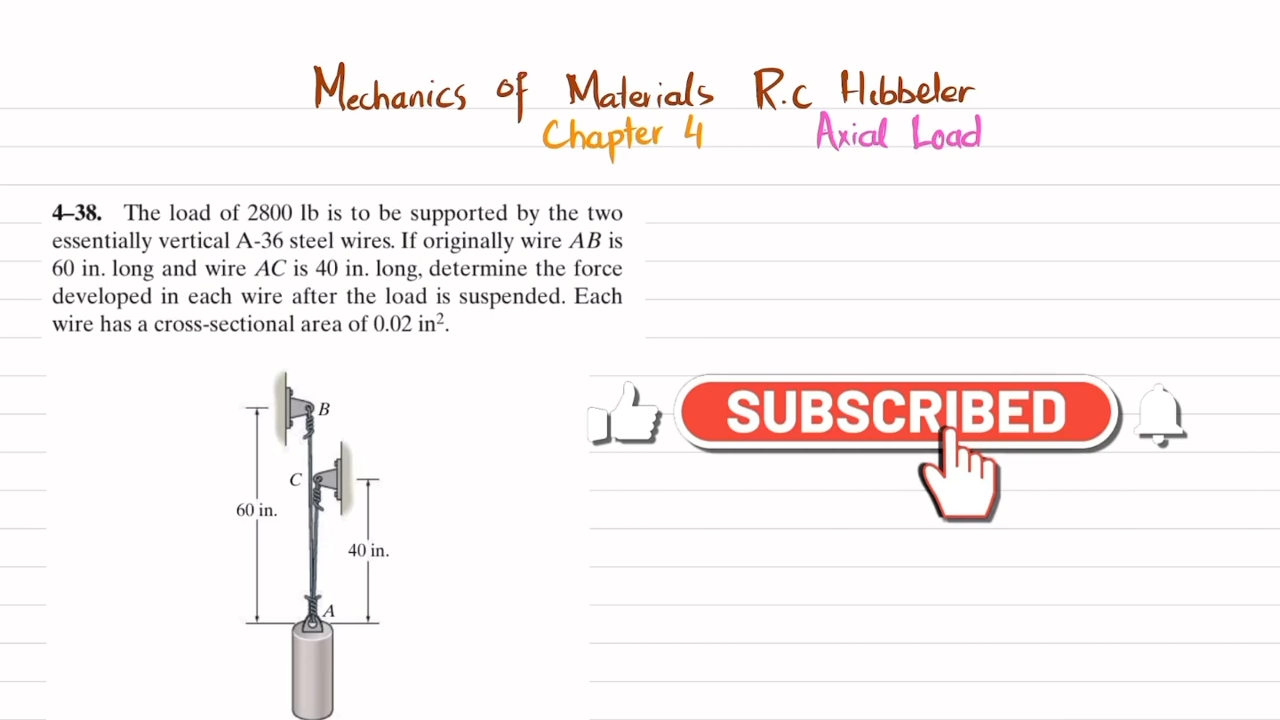 Mechanics of Materials R.c Hibbeler
Chapter 4 Axial Load
4–38. The load of 2800 lb is to be supported by the two
essentially vertical A-36 steel wires. If originally wire AB is
60 in. long and wire AC is 40 in. long, determine the force
developed in each wire after the load is suspended. Each
wire has a cross-sectional area of 0.02 in².
B
C
60 in.
40 in.
A
SUBSCRIBED